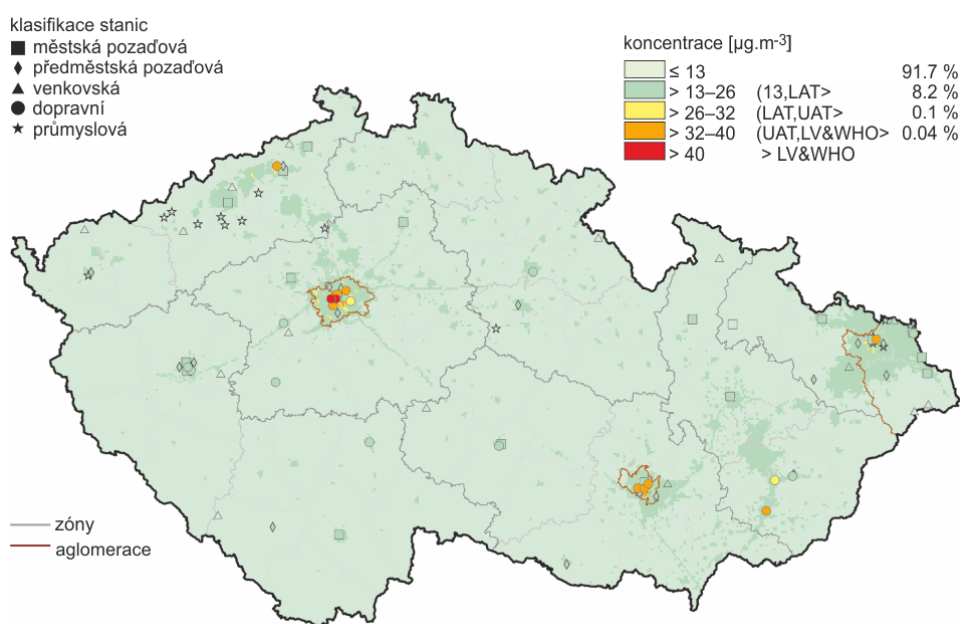 klasifikace stanic
městská pozaďová
předměstská pozaďová
venkovská
dopravní
průmyslová
koncentrace [µg.m-3]
≤ 13 91.7 %
> 13–26 (13,LAT> 8.2 %
> 26–32 (LAT,UAT> 0.1 %
> 32–40 (UAT,LV&WHO> 0.04 %
> 40 > LV&WHO
zóny
aglomerace